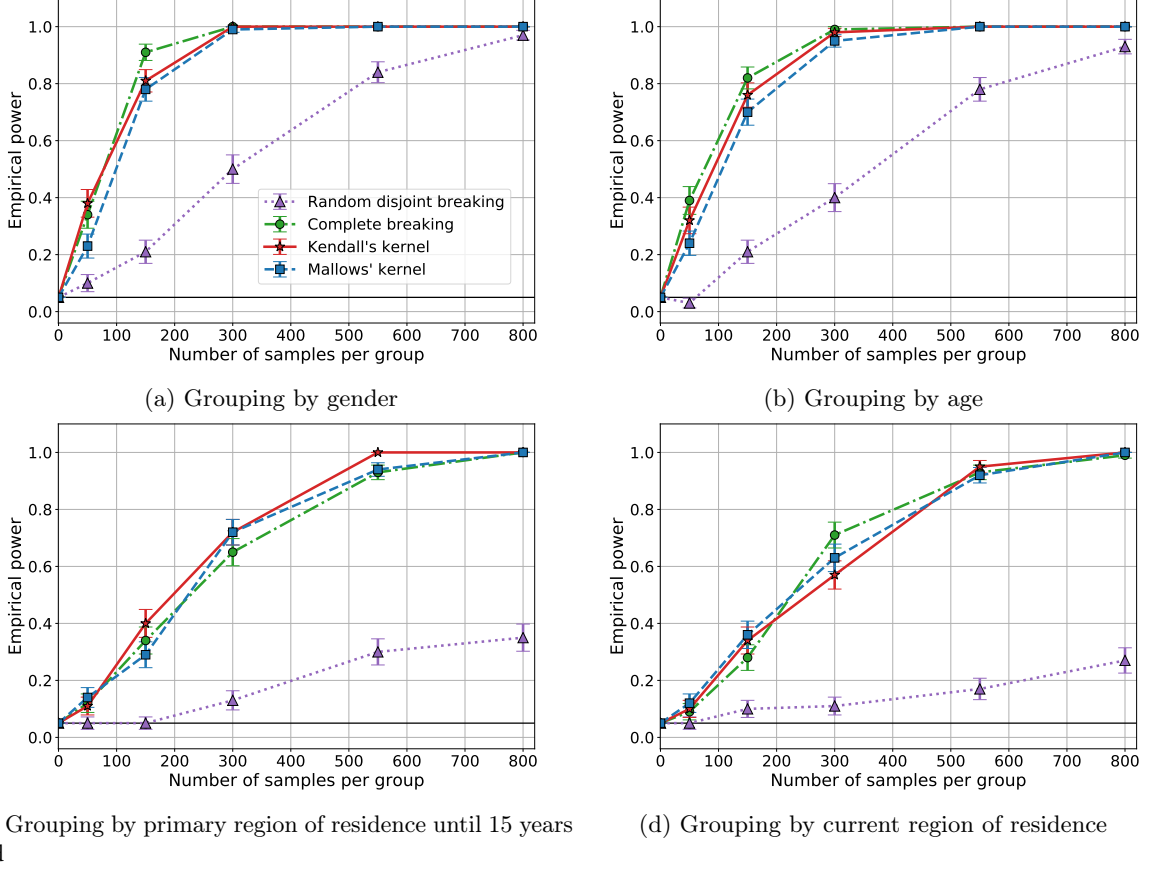 1.0
0.8
0.6
0.4
0.2
0.0
Empirical power
Random disjoint breaking
Complete breaking
Kendall's kernel
Mallows' kernel
0 100 200 300 400 500 600 700 800
Number of samples per group
(a) Grouping by gender
1.0
0.8
0.6
0.4
0.2
0.0
Empirical power
0 100 200 300 400 500 600 700 800
Number of samples per group
(b) Grouping by age
1.0
0.8
0.6
0.4
0.2
0.0
Empirical power
0 100 200 300 400 500 600 700 800
Number of samples per group
Grouping by primary region of residence until 15 years
1.0
0.8
0.6
0.4
0.2
0.0
Empirical power
0 100 200 300 400 500 600 700 800
Number of samples per group
(d) Grouping by current region of residence